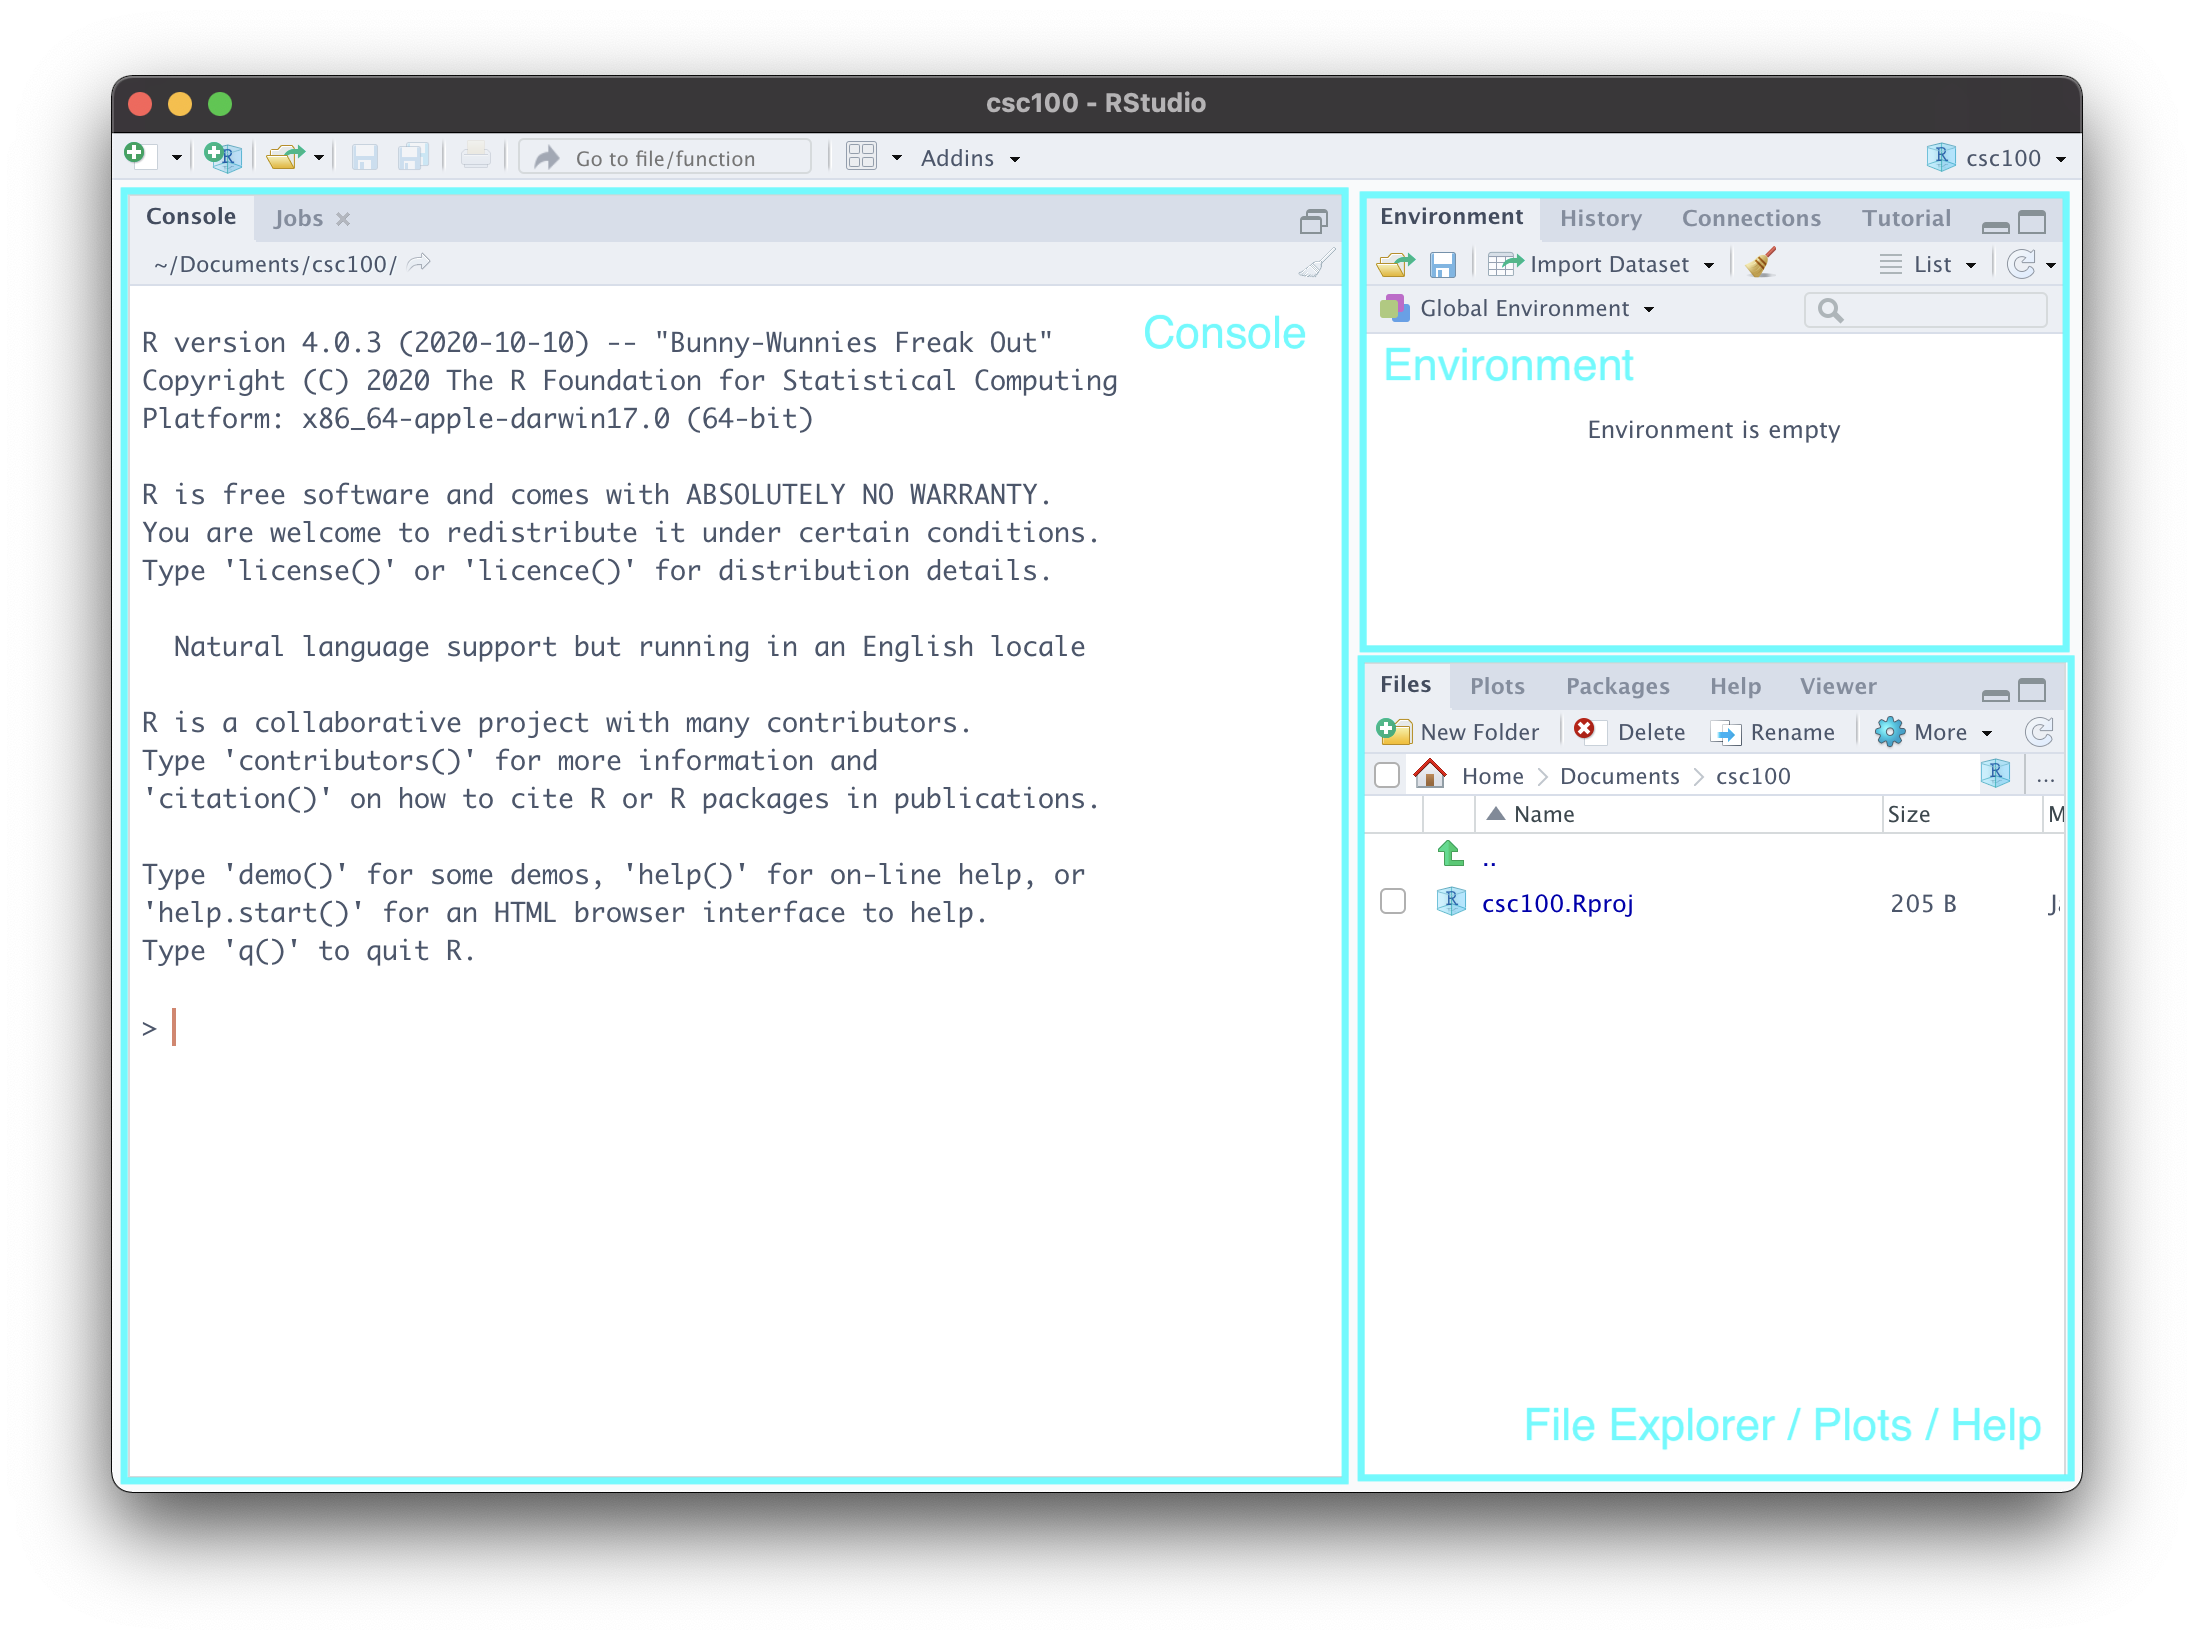 csc100 - RStudio
Go to file/function Addins csc100
Console Jobs
~/Documents/csc100/
Console
R version 4.0.3 (2020-10-10) -- "Bunny-Wunnies Freak Out"
Copyright (C) 2020 The R Foundation for Statistical Computing
Platform: x86_64-apple-darwin17.0 (64-bit)
R is free software and comes with ABSOLUTELY NO WARRANTY.
You are welcome to redistribute it under certain conditions.
Type 'license()' or 'licence()' for distribution details.
Natural language support but running in an English locale
R is a collaborative project with many contributors.
Type 'contributors()' for more information and
'citation()' on how to cite R or R packages in publications.
Type 'demo()' for some demos, 'help()' for on-line help, or
'help.start()' for an HTML browser interface to help.
Type 'q()' to quit R.
>
Environment History Connections Tutorial
Import Dataset List
Global Environment
Environment
Environment is empty
Files Plots Packages Help Viewer
New Folder Delete Rename More
Home Documents csc100 ...
Name Size M
..
csc100.Rproj 205 B
File Explorer / Plots / Help